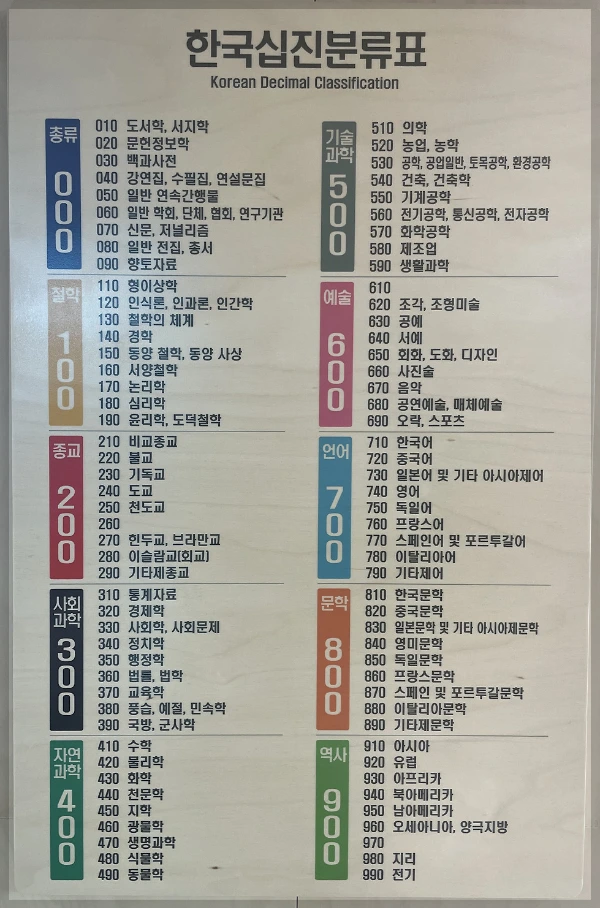 한국십진분류표
Korean Decimal Classification
총류
000
010 도서학, 서지학
020 문헌정보학
030 백과사전
040 강연집, 수필집, 연설문집
050 일반 연속간행물
060 일반 학회, 단체, 협회, 연구기관
070 신문, 저널리즘
080 일반 전집, 총서
090 향토자료
철학
100
110 형이상학
120 인식론, 인과론, 인간학
130 철학의 체계
140 경학
150 동양 철학, 동양 사상
160 서양철학
170 논리학
180 심리학
190 윤리학, 도덕철학
종교
200
210 비교종교
220 불교
230 기독교
240 도교
250 천도교
260
270 힌두교, 브라만교
280 이슬람교(회교)
290 기타제종교
사회
과학
300
310 통계자료
320 경제학
330 사회학, 사회문제
340 정치학
350 행정학
360 법률, 법학
370 교육학
380 풍습, 예절, 민속학
390 국방, 군사학
자연
과학
400
410 수학
420 물리학
430 화학
440 천문학
450 지학
460 광물학
470 생명과학
480 식물학
490 동물학
기술
과학
500
510 의학
520 농업, 농학
530 공학, 공업일반, 토목공학, 환경공학
540 건축, 건축학
550 기계공학
560 전기공학, 통신공학, 전자공학
570 화학공학
580 제조업
590 생활과학
예술
600
610
620 조각, 조형미술
630 공예
640 서예
650 회화, 도화, 디자인
660 사진술
670 음악
680 공연예술, 매체예술
690 오락, 스포츠
언어
700
710 한국어
720 중국어
730 일본어 및 기타 아시아제어
740 영어
750 독일어
760 프랑스어
770 스페인어 및 포르투갈어
780 이탈리아어
790 기타제어
문학
800
810 한국문학
820 중국문학
830 일본문학 및 기타 아시아제문학
840 영미문학
850 독일문학
860 프랑스문학
870 스페인 및 포르투갈문학
880 이탈리아문학
890 기타제문학
역사
900
910 아시아
920 유럽
930 아프리카
940 북아메리카
950 남아메리카
960 오세아니아, 양극지방
970
980 지리
990 전기